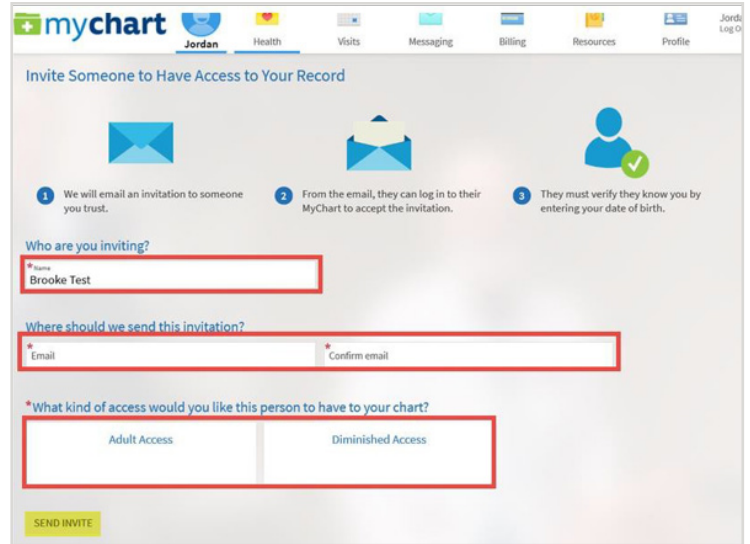 mychart
Jordan
Health
Visits
Messaging
Billing
Resources
Profile
Invite Someone to Have Access to Your Record
1 We will email an invitation to someone
you trust.
2 From the email, they can log in to their
MyChart to accept the invitation.
3 They must verify they know you by
entering your date of birth.
Who are you inviting?
*Name
Brooke Test
Where should we send this invitation?
*
Email
*
Confirm email
*What kind of access would you like this person to have to your chart?
Adult Access
Diminished Access
SEND INVITE